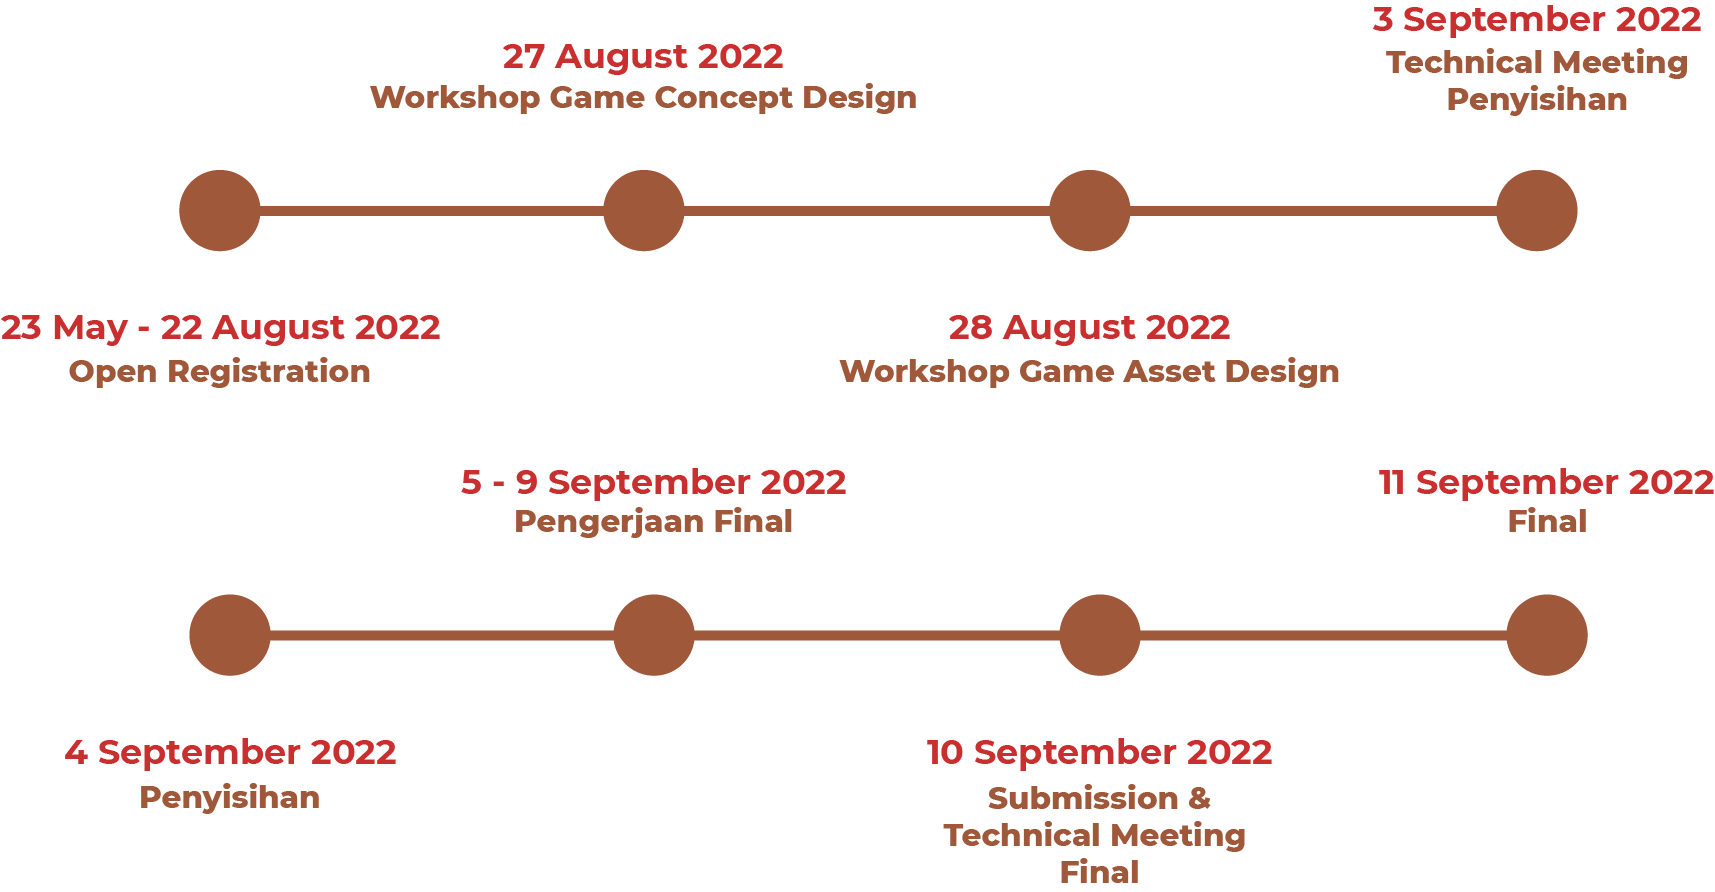 23 May - 22 August 2022
Open Registration
27 August 2022
Workshop Game Concept Design
28 August 2022
Workshop Game Asset Design
3 September 2022
Technical Meeting
Penyisihan
4 September 2022
Penyisihan
5 - 9 September 2022
Pengerjaan Final
10 September 2022
Submission &
Technical Meeting
Final
11 September 2022
Final